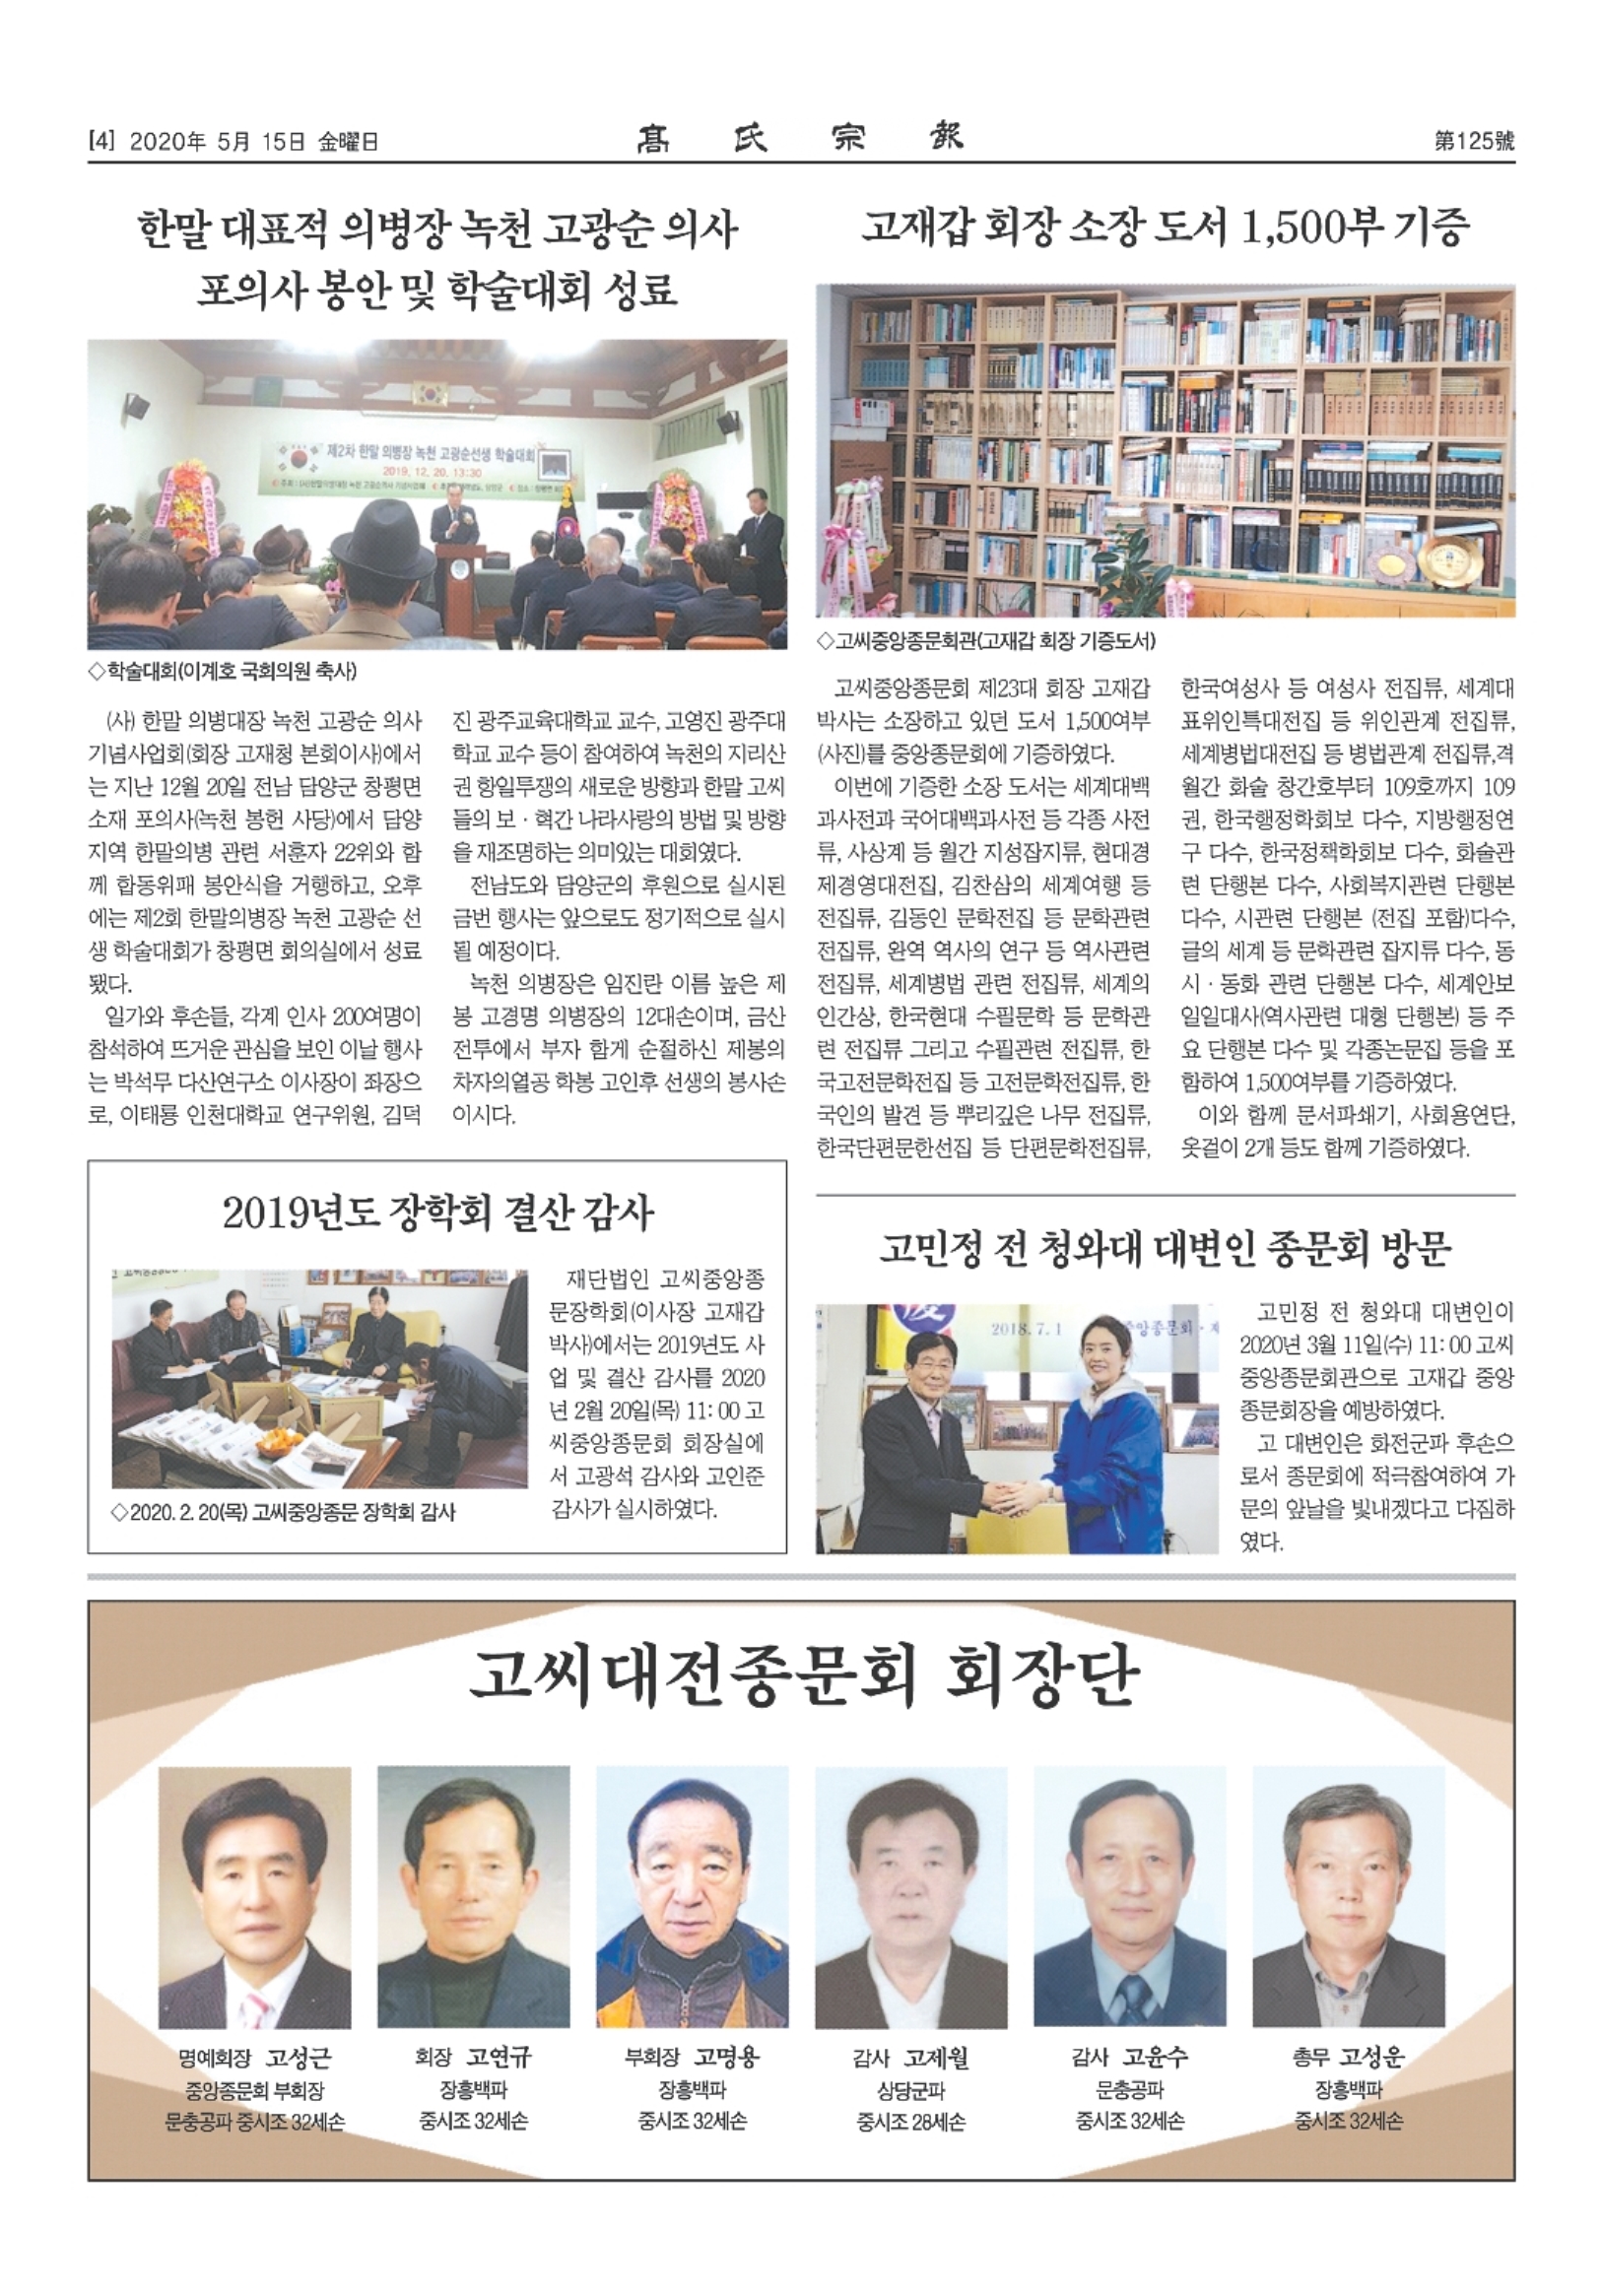 [4] 2020年 5月 15日 金曜日
髙氏宗報
第125號
한말 대표적 의병장 녹천 고광순 의사
포의사 봉안 및 학술대회 성료
제2차 한말 의병장 녹천 고광순선생 학술대회
2019. 12. 20. 13:30
◇학술대회(이계호 국회의원 축사)
(사) 한말 의병대장 녹천 고광순 의사
기념사업회(회장 고재청 본회이사)에서
는 지난 12월 20일 전남 담양군 창평면
소재 포의사(녹천 봉헌 사당)에서 담양
지역 한말의병 관련 서훈자 22위와 함
께 합동위패 봉안식을 거행하고, 오후
에는 제2회 한말의병장 녹천 고광순 선
생 학술대회가 창평면 회의실에서 성료
됐다.
일가와 후손들, 각계 인사 200여명이
참석하여 뜨거운 관심을 보인 이날 행사
는 박석무 다산연구소 이사장이 좌장으
로, 이태룡 인천대학교 연구위원, 김덕
진 광주교육대학교 교수, 고영진 광주대
학교 교수 등이 참여하여 녹천의 지리산
권 항일투쟁의 새로운 방향과 한말 고씨
들의 보·혁간 나라사랑의 방법 및 방향
을 재조명하는 의미있는 대회였다.
전남도와 담양군의 후원으로 실시된
금번 행사는 앞으로도 정기적으로 실시
될 예정이다.
녹천 의병장은 임진란 이름 높은 제
봉 고경명 의병장의 12대손이며, 금산
전투에서 부자 함께 순절하신 제봉의
차자의열공 학봉 고인후 선생의 봉사손
이시다.
고재갑 회장 소장 도서 1,500부 기증
◇고씨중앙종문회관(고재갑 회장 기증도서)
고씨중앙종문회 제23대 회장 고재갑
박사는 소장하고 있던 도서 1,500여부
(사진)를 중앙종문회에 기증하였다.
이번에 기증한 소장 도서는 세계대백
과사전과 국어대백과사전 등 각종 사전
류, 사상계 등 월간 지성잡지류, 현대경
제경영대전집, 김찬삼의 세계여행 등
전집류, 김동인 문학전집 등 문학관련
전집류, 완역 역사의 연구 등 역사관련
전집류, 세계병법 관련 전집류, 세계의
인간상, 한국현대 수필문학 등 문학관
련 전집류 그리고 수필관련 전집류, 한
국고전문학전집 등 고전문학전집류, 한
국인의 발견 등 뿌리깊은 나무 전집류,
한국단편문한선집 등 단편문학전집류,
한국여성사 등 여성사 전집류, 세계대
표위인특대전집 등 위인관계 전집류,
세계병법대전집 등 병법관계 전집류,격
월간 화술 창간호부터 109호까지 109
권, 한국행정학회보 다수, 지방행정연
구 다수, 한국정책학회보 다수, 화술관
련 단행본 다수, 사회복지관련 단행본
다수, 시관련 단행본 (전집 포함)다수,
글의 세계 등 문학관련 잡지류 다수, 동
시·동화 관련 단행본 다수, 세계안보
일일대사(역사관련 대형 단행본) 등 주
요 단행본 다수 및 각종논문집 등을 포
함하여 1,500여부를 기증하였다.
이와 함께 문서파쇄기, 사회용연단,
옷걸이 2개 등도 함께 기증하였다.
2019년도 장학회 결산 감사
◇2020. 2. 20(목) 고씨중앙종문 장학회 감사
재단법인 고씨중앙종
문장학회(이사장 고재갑
박사)에서는 2019년도 사
업 및 결산 감사를 2020
년 2월 20일(목) 11: 00 고
씨중앙종문회 회장실에
서 고광석 감사와 고인준
감사가 실시하였다.
고민정 전 청와대 대변인 종문회 방문
2018. 7. 1
고민정 전 청와대 대변인이
2020년 3월 11일(수) 11: 00 고씨
중앙종문회관으로 고재갑 중앙
종문회장을 예방하였다.
고 대변인은 화전군파 후손으
로서 종문회에 적극참여하여 가
문의 앞날을 빛내겠다고 다짐하
였다.
고씨대전종문회 회장단
명예회장 고성근
중앙종문회 부회장
문충공파 중시조 32세손
회장 고연규
장흥백파
중시조 32세손
부회장 고명용
장흥백파
중시조 32세손
감사 고제월
상당군파
중시조 28세손
감사 고윤수
문충공파
중시조 32세손
총무 고성운
장흥백파
중시조 32세손